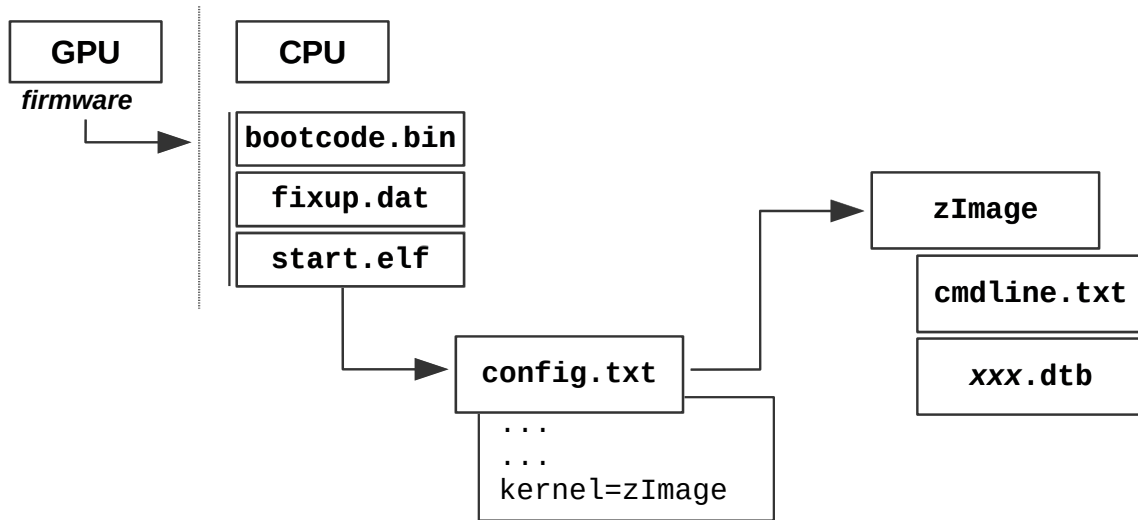 GPU
firmware
CPU
bootcode.bin
fixup.dat
start.elf
config.txt
...
...
kernel=zImage
zImage
cmdline.txt
xxx.dtb